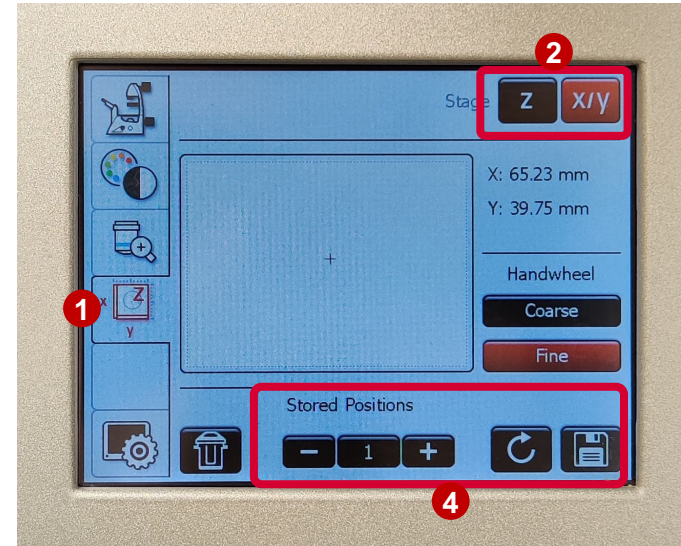 2
Stage Z X/Y
X: 65.23 mm
Y: 39.75 mm
Handwheel
1
x Z
y
Coarse
Fine
Stored Positions
− 1 +
4